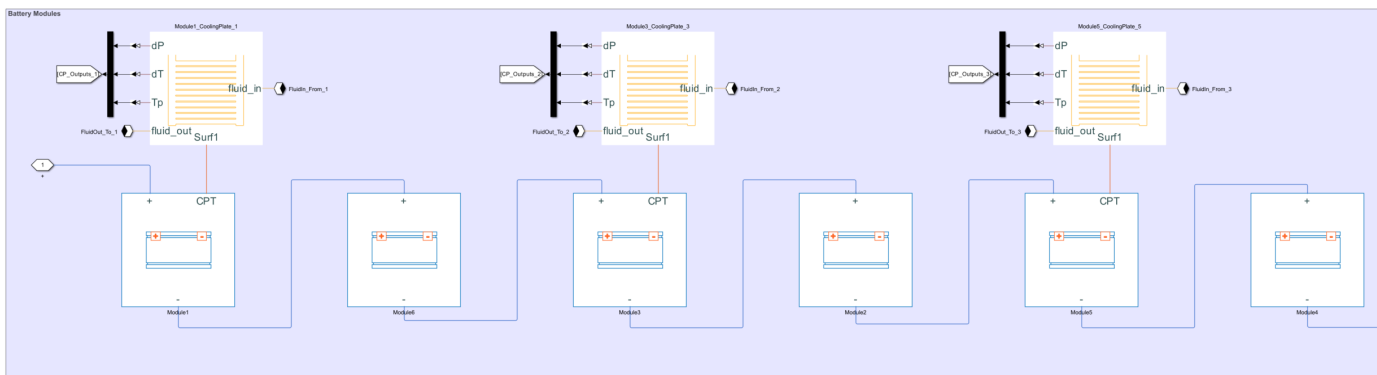 Battery Modules
Module1_CoolingPlate_1
Module3_CoolingPlate_3
Module5_CoolingPlate_5
dP
dP
dP
[CP_Outputs_1]
dT
[CP_Outputs_2]
dT
[CP_Outputs_3]
dT
fluid_in
FluidIn_From_1
fluid_in
FluidIn_From_2
fluid_in
FluidIn_From_3
Tp
Tp
Tp
FluidOut_To_1
fluid_out
FluidOut_To_2
fluid_out
FluidOut_To_3
fluid_out
Surf1
Surf1
Surf1
1
+
+
CPT
+
+
CPT
+
+
CPT
+
+ -
+ -
+ -
+ -
+ -
+ -
-
-
-
-
-
-
Module1
Module6
Module3
Module2
Module5
Module4